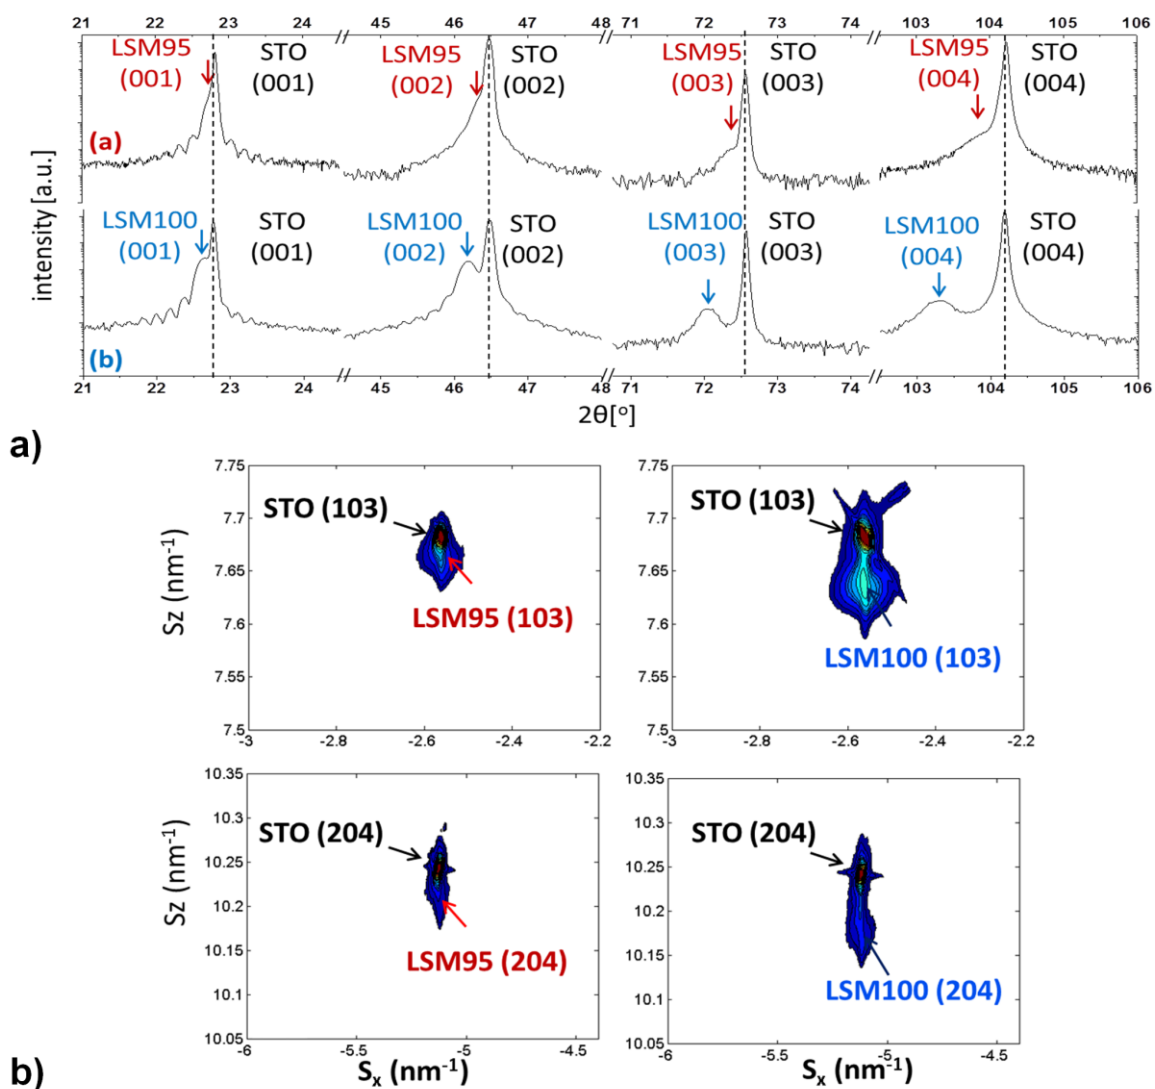 21 22 23 24 45 46 47 48 71 72 73 74 103 104 105 106
LSM95 STO LSM95 STO LSM95 STO LSM95 STO
(001) (001) (002) (002) (003) (003) (004) (004)
(a)
intensity [a.u.]
LSM100 STO LSM100 STO LSM100 STO LSM100 STO
(001) (001) (002) (002) (003) (003) (004) (004)
(b)
21 22 23 24 45 46 47 48 71 72 73 74 103 104 105 106
2θ[°]
a)
7.75
7.7
7.65
7.6
7.55
7.5
Sz (nm⁻¹)
STO (103)
LSM95 (103)
-3 -2.8 -2.6 -2.4 -2.2
7.75
7.7
7.65
7.6
7.55
7.5
STO (103)
LSM100 (103)
-3 -2.8 -2.6 -2.4 -2.2
10.35
10.3
10.25
10.2
10.15
10.1
10.05
Sz (nm⁻¹)
STO (204)
LSM95 (204)
-6 -5.5 -5 -4.5
Sₓ (nm⁻¹)
10.35
10.3
10.25
10.2
10.15
10.1
10.05
STO (204)
LSM100 (204)
-6 -5.5 -5 -4.5
Sₓ (nm⁻¹)
b)